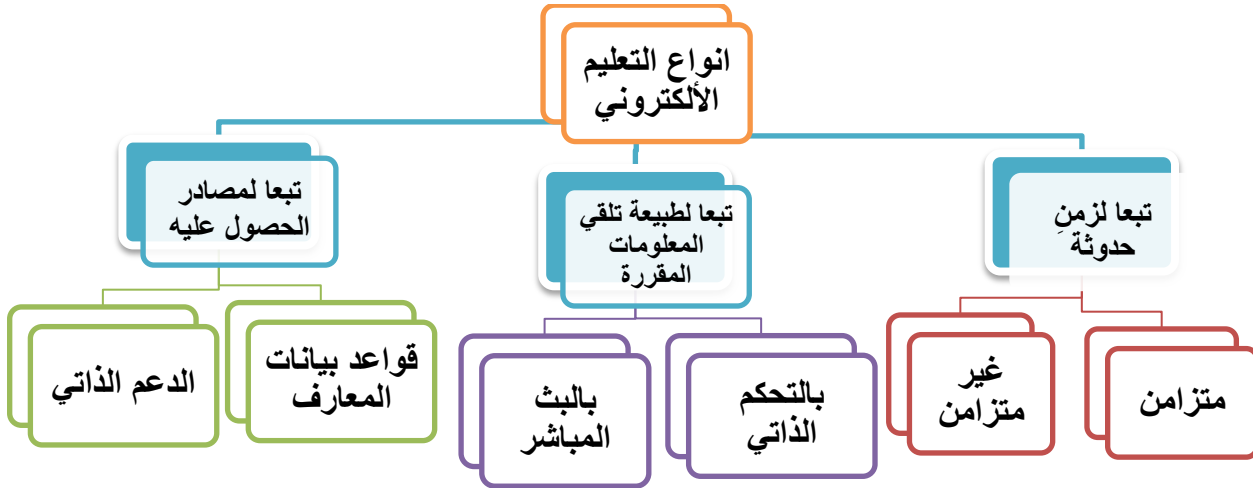 انواع التعليم
الألكتروني
تبعا لزمنِ
حدوثة
تبعا لطبيعة تلقي
المعلومات
المقررة
تبعا لمصادر
الحصول عليه
متزامن
غير
متزامن
بالتحكم
الذاتي
بالبث
المباشر
قواعد بيانات
المعارف
الدعم الذاتي